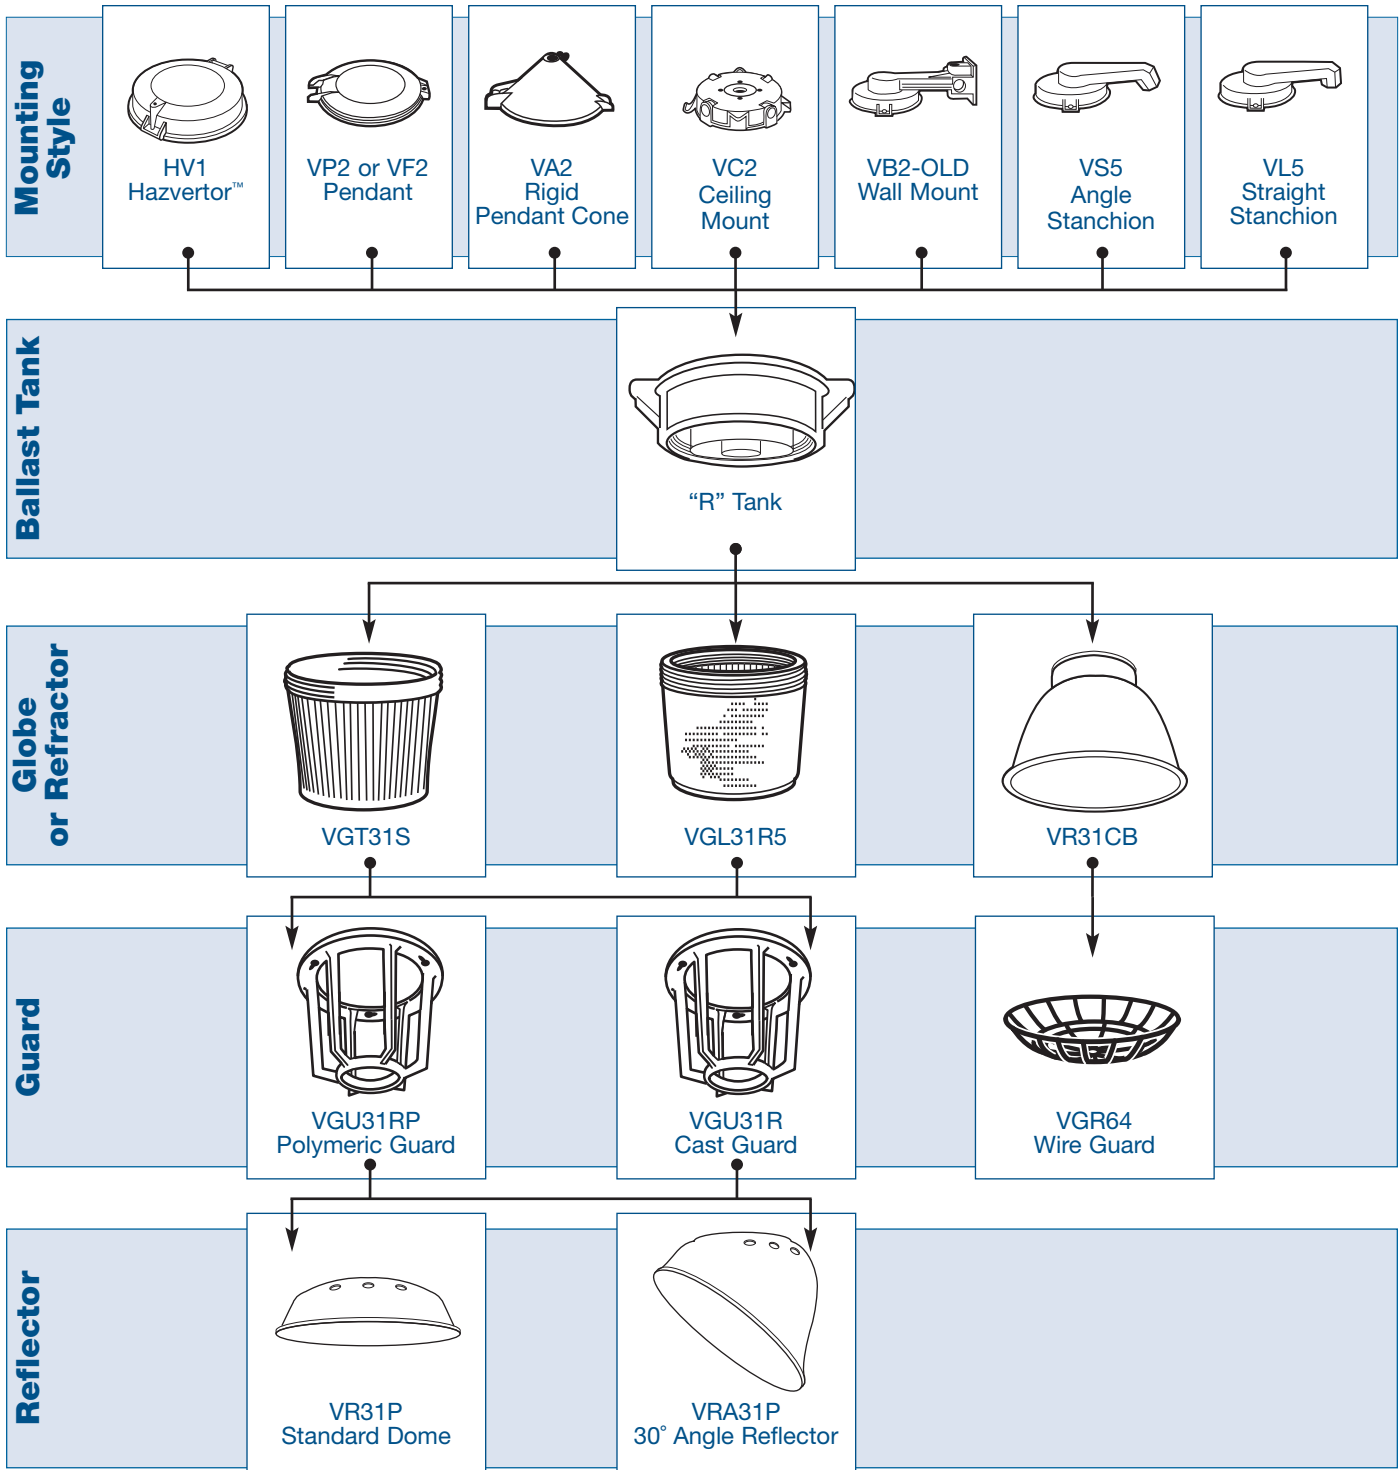 Mounting
Style
HV1
Hazvertor™
VP2 or VF2
Pendant
VA2
Rigid
Pendant Cone
VC2
Ceiling
Mount
VB2-OLD
Wall Mount
VS5
Angle
Stanchion
VL5
Straight
Stanchion
Ballast Tank
“R” Tank
Globe
or Refractor
VGT31S
VGL31R5
VR31CB
Guard
VGU31RP
Polymeric Guard
VGU31R
Cast Guard
VGR64
Wire Guard
Reflector
VR31P
Standard Dome
VRA31P
30° Angle Reflector